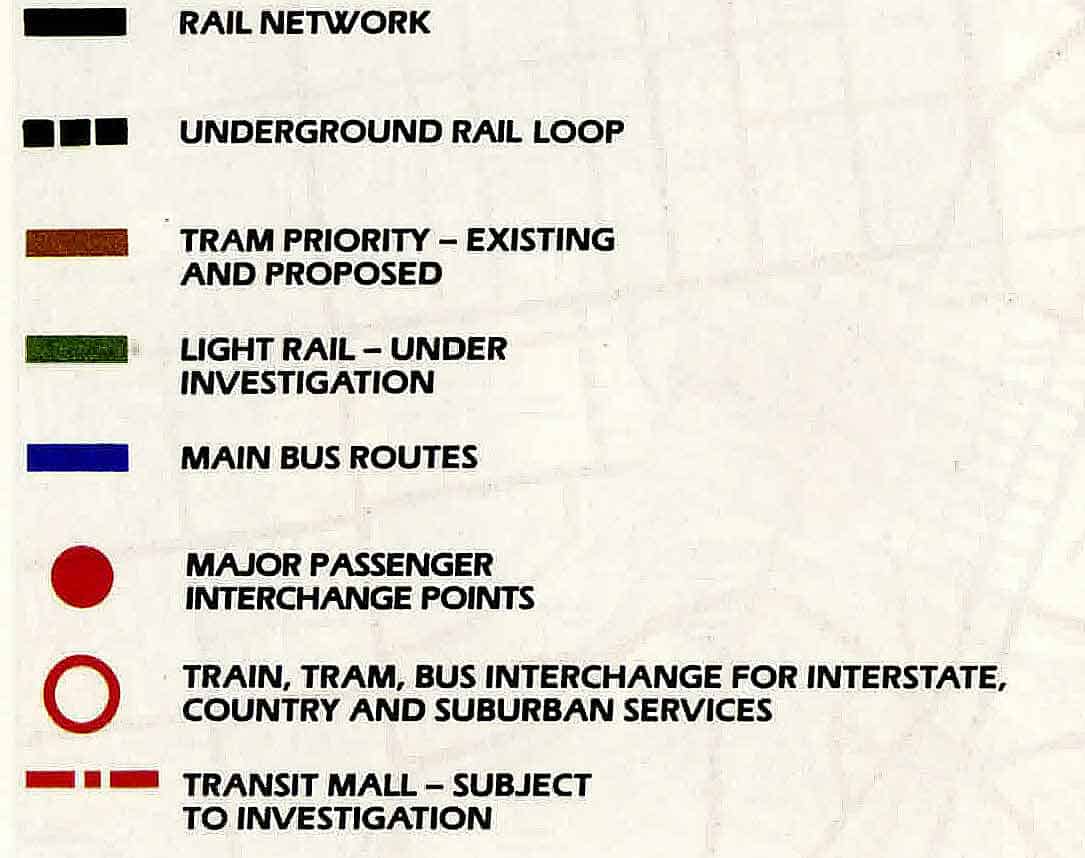 RAIL NETWORK
UNDERGROUND RAIL LOOP
TRAM PRIORITY – EXISTING
AND PROPOSED
LIGHT RAIL – UNDER
INVESTIGATION
MAIN BUS ROUTES
MAJOR PASSENGER
INTERCHANGE POINTS
TRAIN, TRAM, BUS INTERCHANGE FOR INTERSTATE,
COUNTRY AND SUBURBAN SERVICES
TRANSIT MALL – SUBJECT
TO INVESTIGATION